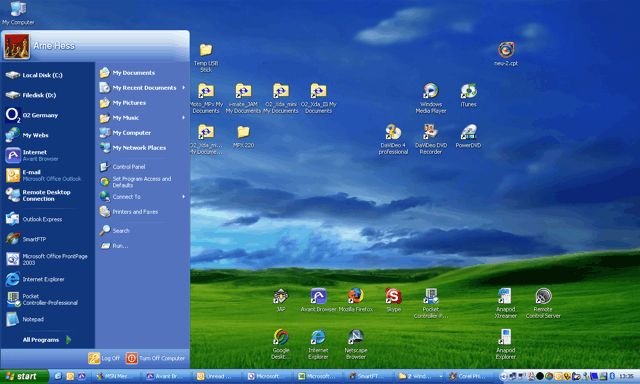 My Computer
Arne Hess
Local Disk (C:)
Filedisk (D:)
O2 Germany
My Webs
Internet
Avant Browser
E-mail
Microsoft Office Outlook
Remote Desktop
Connection
Outlook Express
SmartFTP
Microsoft Office FrontPage
2003
Internet Explorer
Pocket
Controller-Professional
Notepad
All Programs
My Documents
My Recent Documents
My Pictures
My Music
My Computer
My Network Places
Control Panel
Set Program Access and
Defaults
Connect To
Printers and Faxes
Search
Run...
Log Off
Turn Off Computer
Temp USB
Stick
neu-2.cpt
Moto_MPx My
Documents
i-mate_JAM
My Documents
O2_Xda_mini
My Documents
O2_Xda_IIi My
Documents
Windows
Media Player
iTunes
O2_Xda_m...
My Docume...
MPX 220
DaViDeo 4
professional
DaViDeo DVD
Recorder
PowerDVD
JAP
Avant Browser
Mozilla Firefox
Skype
Pocket
Controller-P...
Anapod
Xtreamer
Remote
Control Server
Google
Deskt...
Internet
Explorer
Netscape
Browser
Anapod
Explorer
start
MSN Mes...
Avant Br...
Unread ...
Microsoft...
Microsoft...
SmartFT...
2 Wind...
Corel PH...